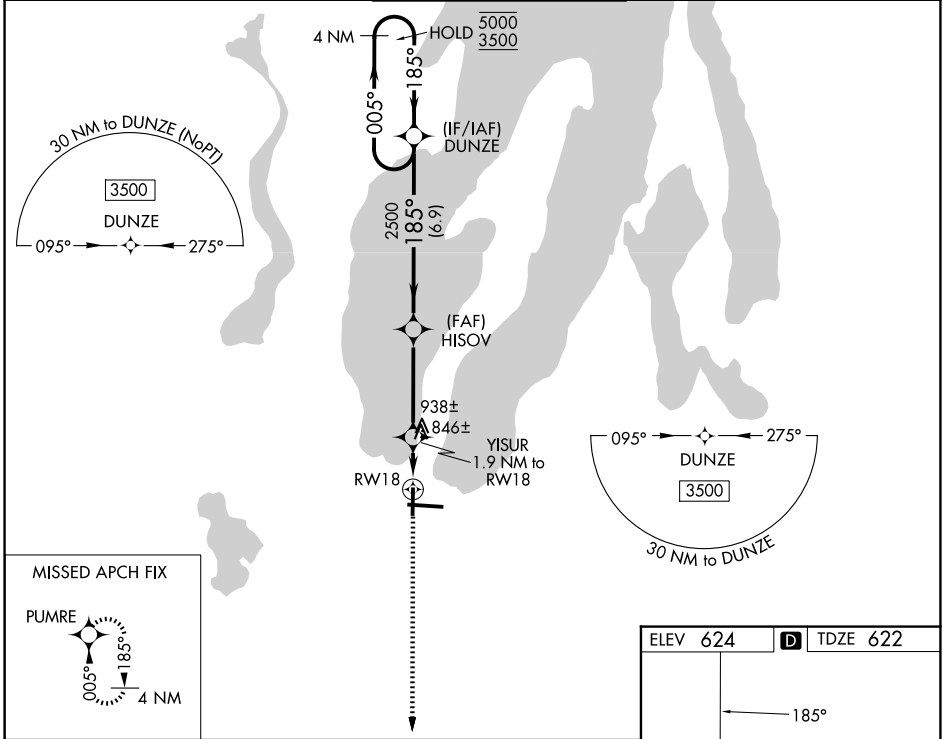 4 NM
HOLD
5000
3500
005°
185°
(IF/IAF)
DUNZE
30 NM to DUNZE (NoPT)
3500
DUNZE
095°
275°
2500
185°
(6.9)
(FAF)
HISOV
938±
846±
YISUR
1.9 NM to
RW18
RW18
095°
275°
DUNZE
3500
30 NM to DUNZE
MISSED APCH FIX
PUMRE
005°
185°
4 NM
ELEV 624
D
TDZE 622
185°